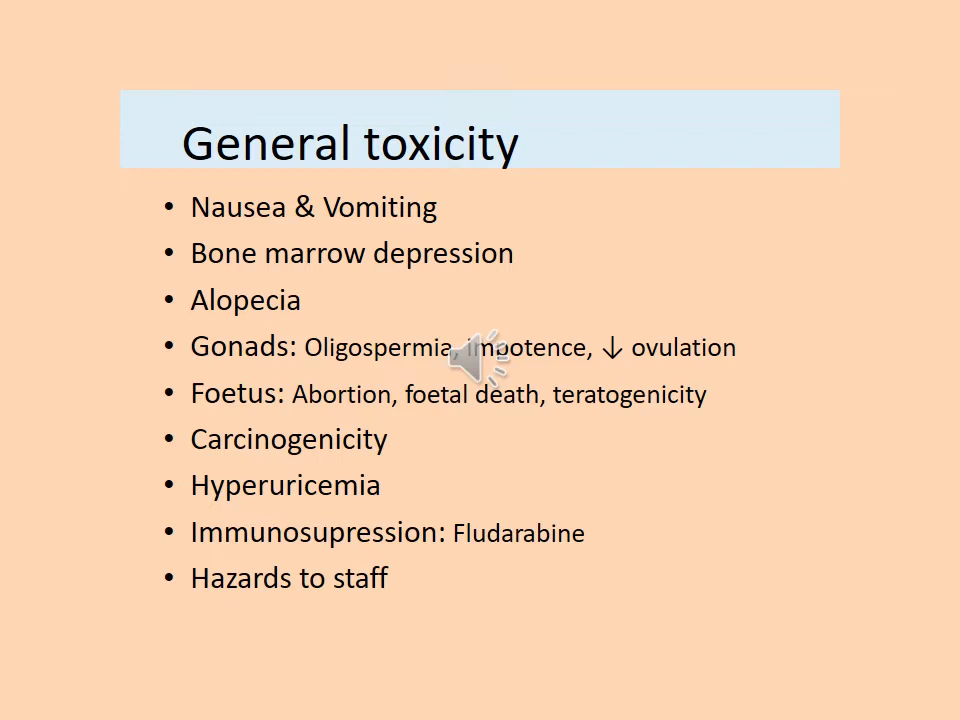 General toxicity
• Nausea & Vomiting
• Bone marrow depression
• Alopecia
• Gonads: Oligospermia, impotence, ↓ ovulation
• Foetus: Abortion, foetal death, teratogenicity
• Carcinogenicity
• Hyperuricemia
• Immunosupression: Fludarabine
• Hazards to staff